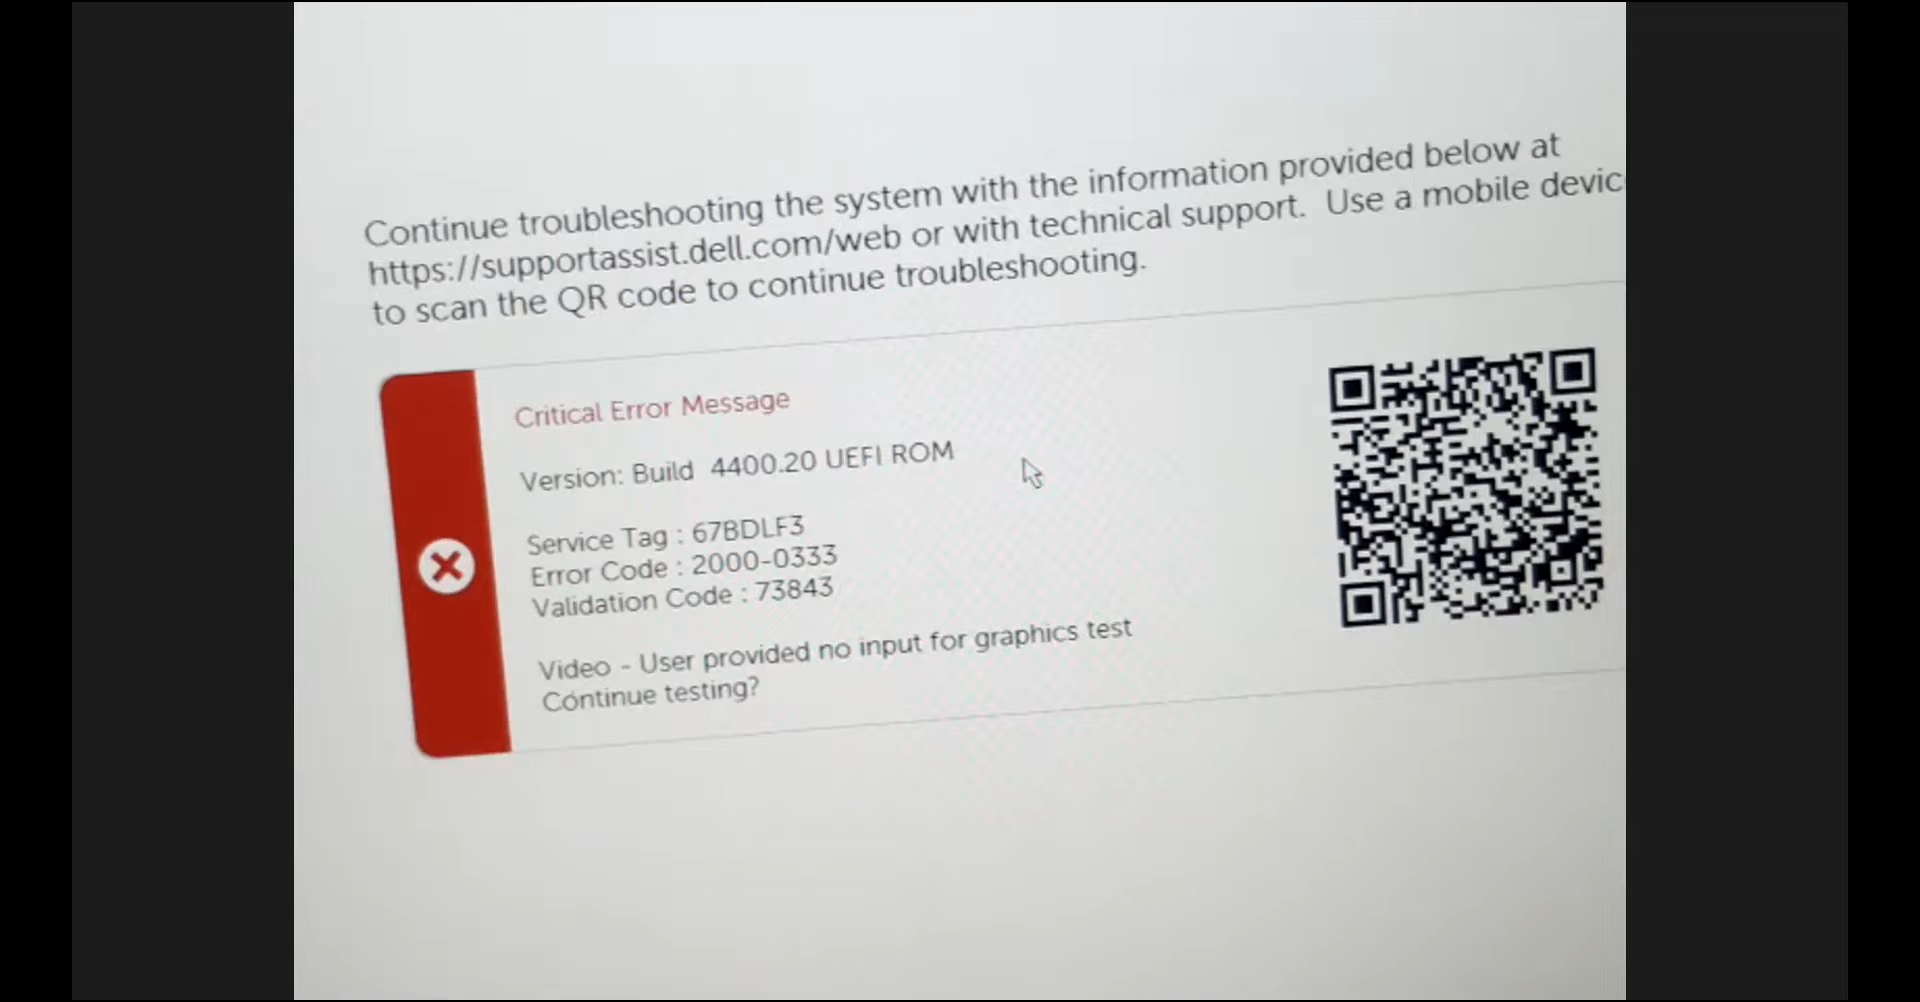 Continue troubleshooting the system with the information provided below at
https://supportassist.dell.com/web or with technical support. Use a mobile devic
to scan the QR code to continue troubleshooting.
Critical Error Message
Version: Build 4400.20 UEFI ROM
Service Tag : 67BDLF3
Error Code : 2000-0333
Validation Code : 73843
Video - User provided no input for graphics test
Continue testing?